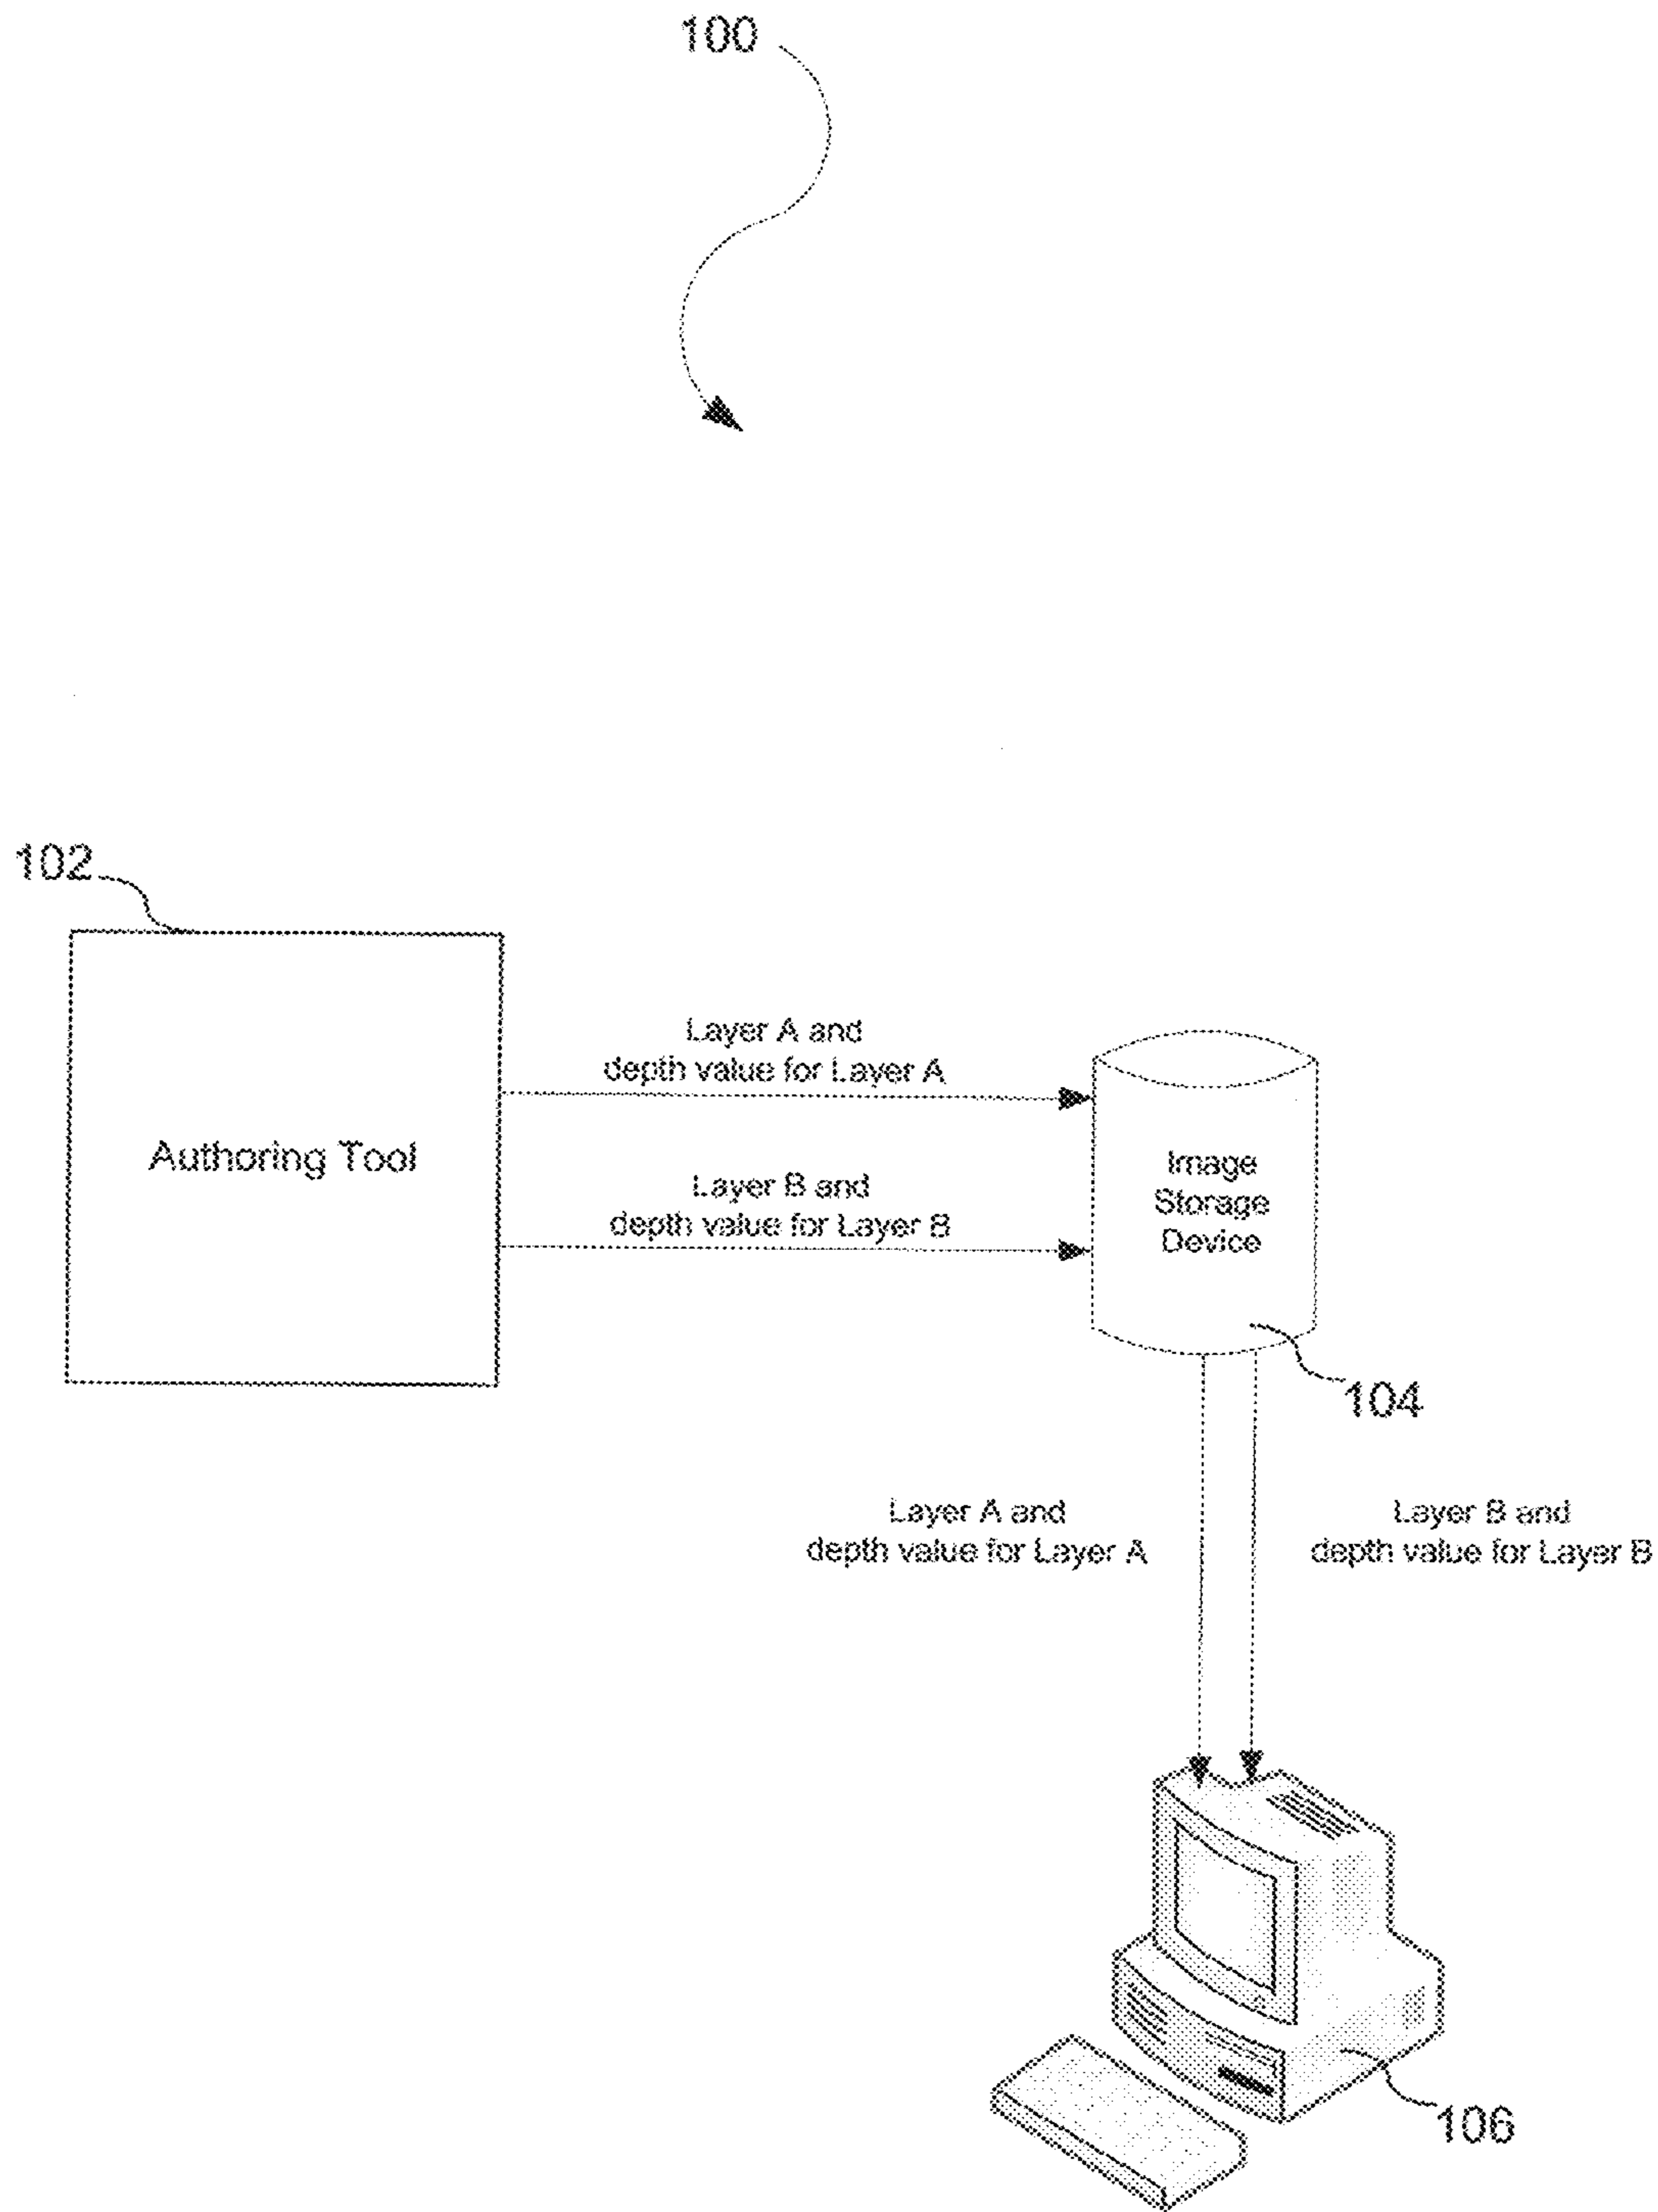 100
102
Authoring Tool
Layer A and
depth value for Layer A
Layer B and
depth value for Layer B
Image
Storage
Device
104
Layer A and
depth value for Layer A
Layer B and
depth value for Layer B
106